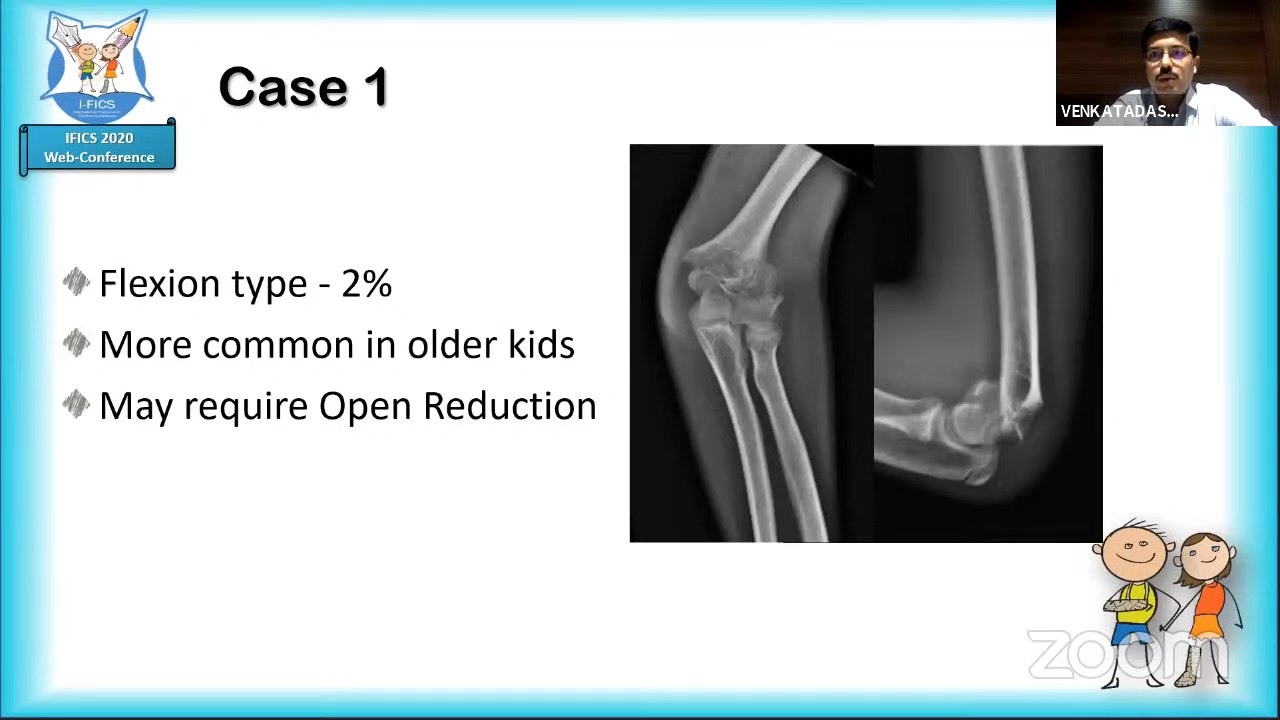 I-FICS
IFICS 2020
Web-Conference
Case 1
VENKATADAS...
Flexion type - 2%
More common in older kids
May require Open Reduction
zoom